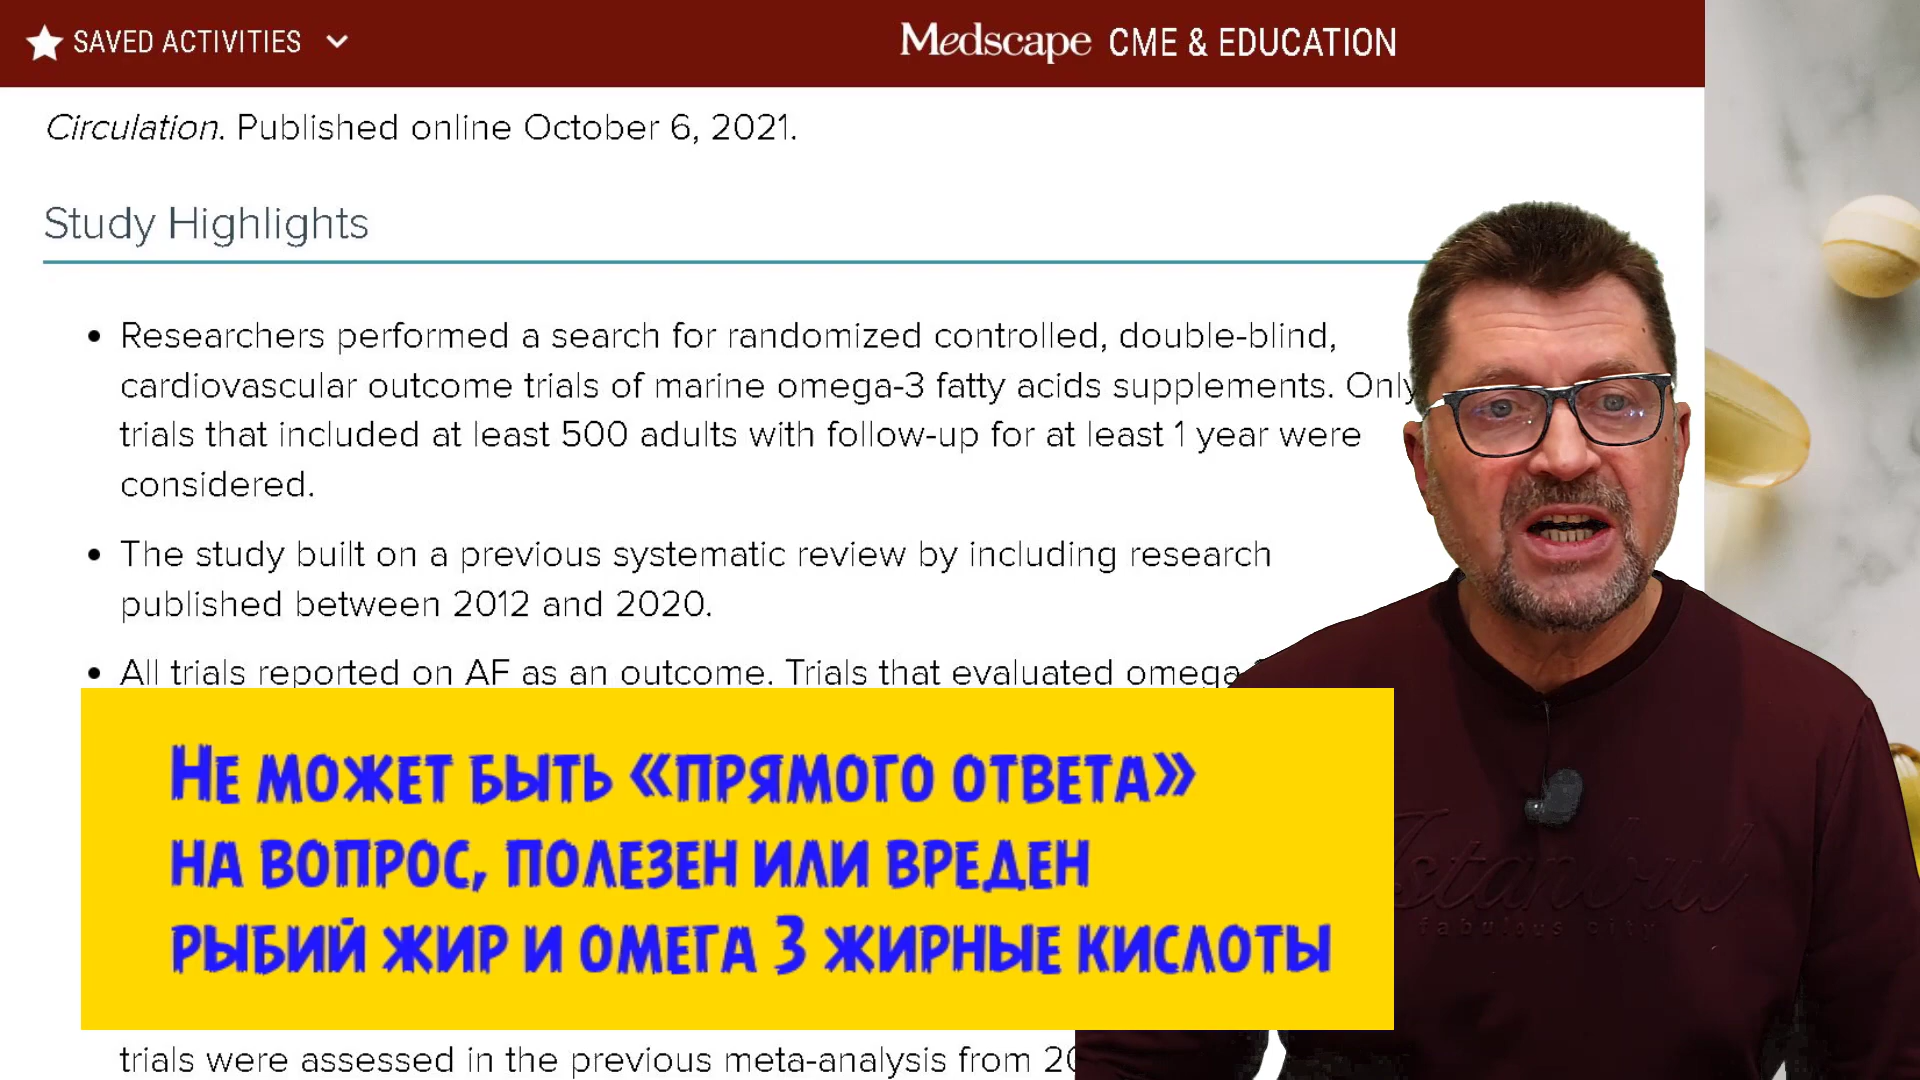 SAVED ACTIVITIES
Medscape CME & EDUCATION
Circulation. Published online October 6, 2021.
Study Highlights
• Researchers performed a search for randomized controlled, double-blind,
cardiovascular outcome trials of marine omega-3 fatty acids supplements. Only
trials that included at least 500 adults with follow-up for at least 1 year were
considered.
• The study built on a previous systematic review by including research
published between 2012 and 2020.
• All trials reported on AF as an outcome. Trials that evaluated omega
НЕ МОЖЕТ БЫТЬ «ПРЯМОГО ОТВЕТА»
НА ВОПРОС, ПОЛЕЗЕН ИЛИ ВРЕДЕН
РЫБИЙ ЖИР И ОМЕГА 3 ЖИРНЫЕ КИСЛОТЫ
trials were assessed in the previous meta-analysis from
Istanbul
fabulous city